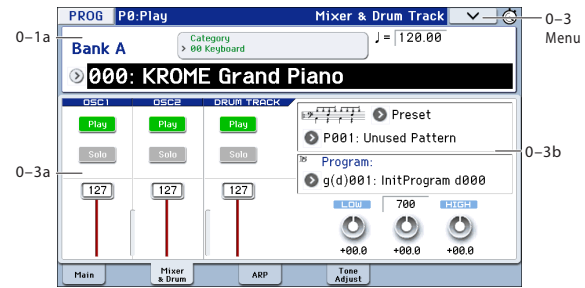 PROG P0:Play Mixer & Drum Track
0-1a
0-3
Menu
Bank A
Category
> 00 Keyboard
♩= 120.00
000: KROME Grand Piano
OSC1 OSC2 DRUM TRACK
Play Play Play
Preset
P001: Unused Pattern
Solo Solo Solo
0-3b
0-3a
Program:
g(d)001: InitProgram d000
127 127 127
LOW 700 HIGH
+00.0 +00.0 +00.0
Main
Mixer
& Drum
ARP
Tone
Adjust